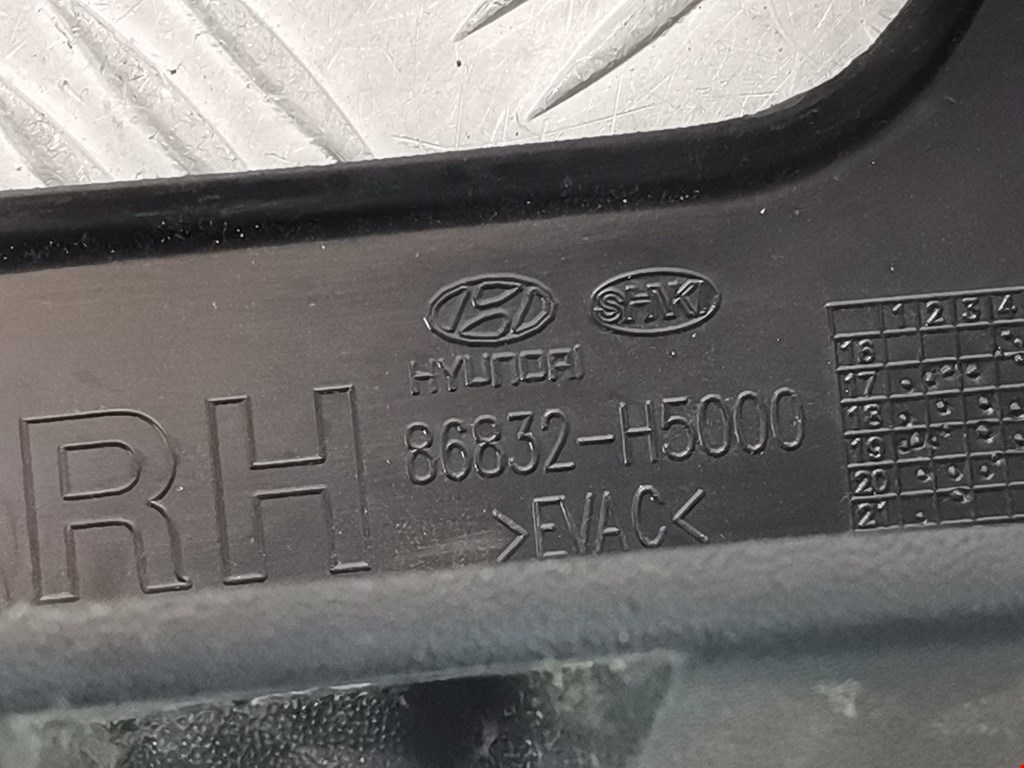 SHK
HYUNDAI
RH
86832-H5000
>EVAC<
1 2 3 4
16
17
18
19
20
21